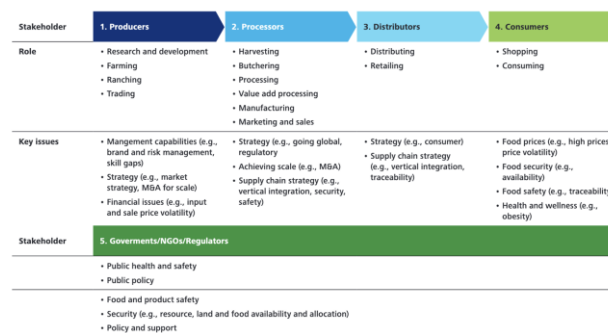 Stakeholder
1. Producers
2. Processors
3. Distributors
4. Consumers
Role
• Research and development
• Farming
• Ranching
• Trading
• Harvesting
• Butchering
• Processing
• Value add processing
• Manufacturing
• Marketing and sales
• Distributing
• Retailing
• Shopping
• Consuming
Key issues
• Mangement capabilities (e.g.,
brand and risk management,
skill gaps)
• Strategy (e.g., market
strategy, M&A for scale)
• Financial issues (e.g., input
and sale price volatility)
• Strategy (e.g., going global,
regulatory
• Achieving scale (e.g., M&A)
• Supply chain strategy (e.g.,
vertical integration, security,
safety)
• Strategy (e.g., consumer)
• Supply chain strategy
(e.g., vertical integration,
traceability)
• Food prices (e.g., high prices
price volatility)
• Food security (e.g.,
availability)
• Food safety (e.g., traceability
• Health and wellness (e.g.,
obesity)
Stakeholder
5. Goverments/NGOs/Regulators
• Public health and safety
• Public policy
• Food and product safety
• Security (e.g., resource, land and food availability and allocation)
• Policy and support